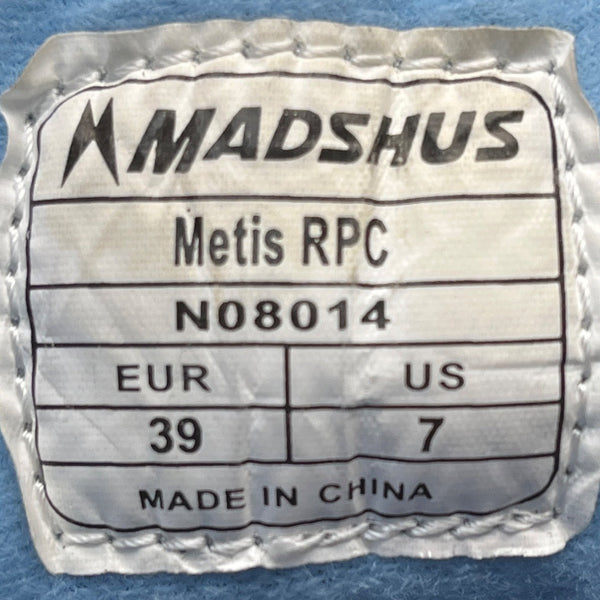 MADSHUS
Metis RPC
N08014
EUR US
39 7
MADE IN CHINA